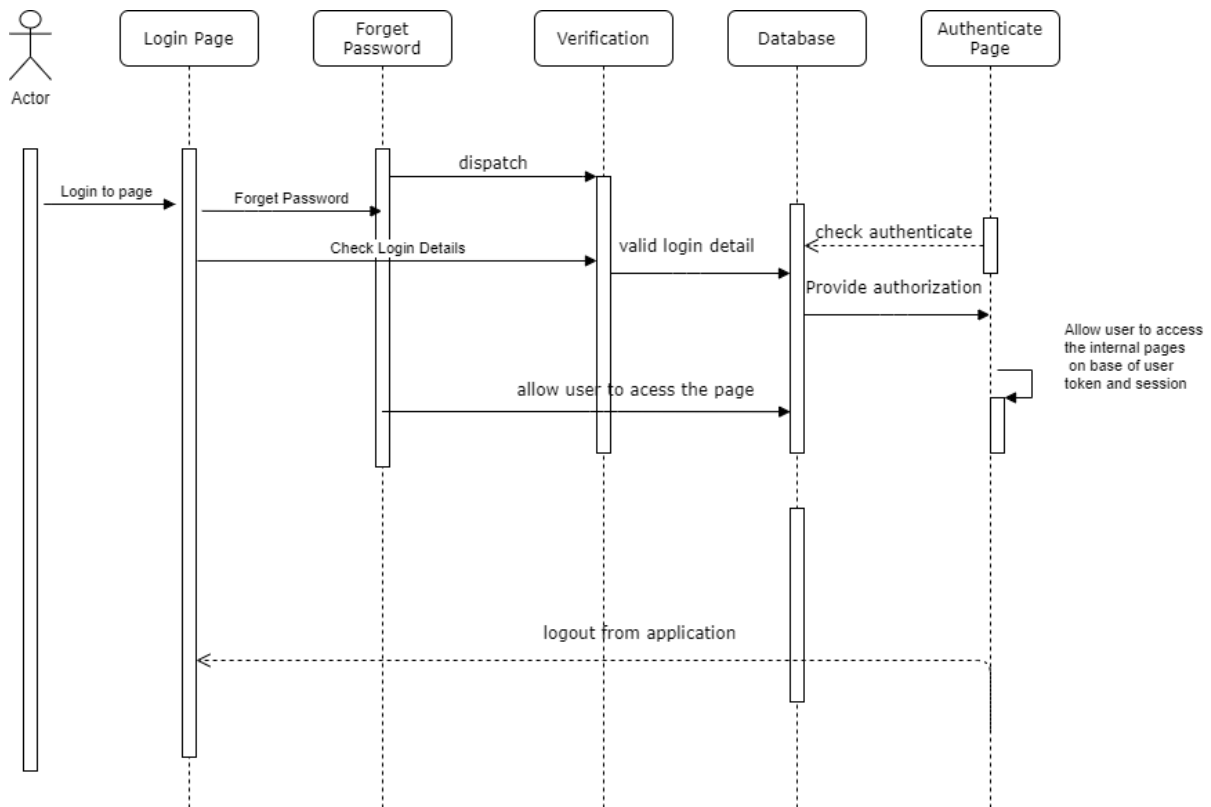 Login Page
Forget
Password
Verification
Database
Authenticate
Page
Actor
dispatch
Login to page
Forget Password
check authenticate
Check Login Details
valid login detail
Provide authorization
Allow user to access
the internal pages
on base of user
token and session
allow user to acess the page
logout from application